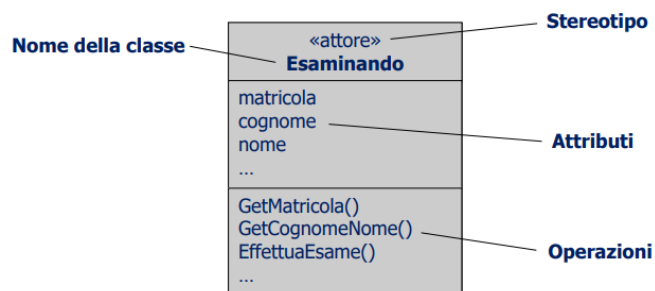 Stereotipo
«attore»
Nome della classe
Esaminando
matricola
cognome
nome
...
Attributi
GetMatricola()
GetCognomeNome()
EffettuaEsame()
...
Operazioni